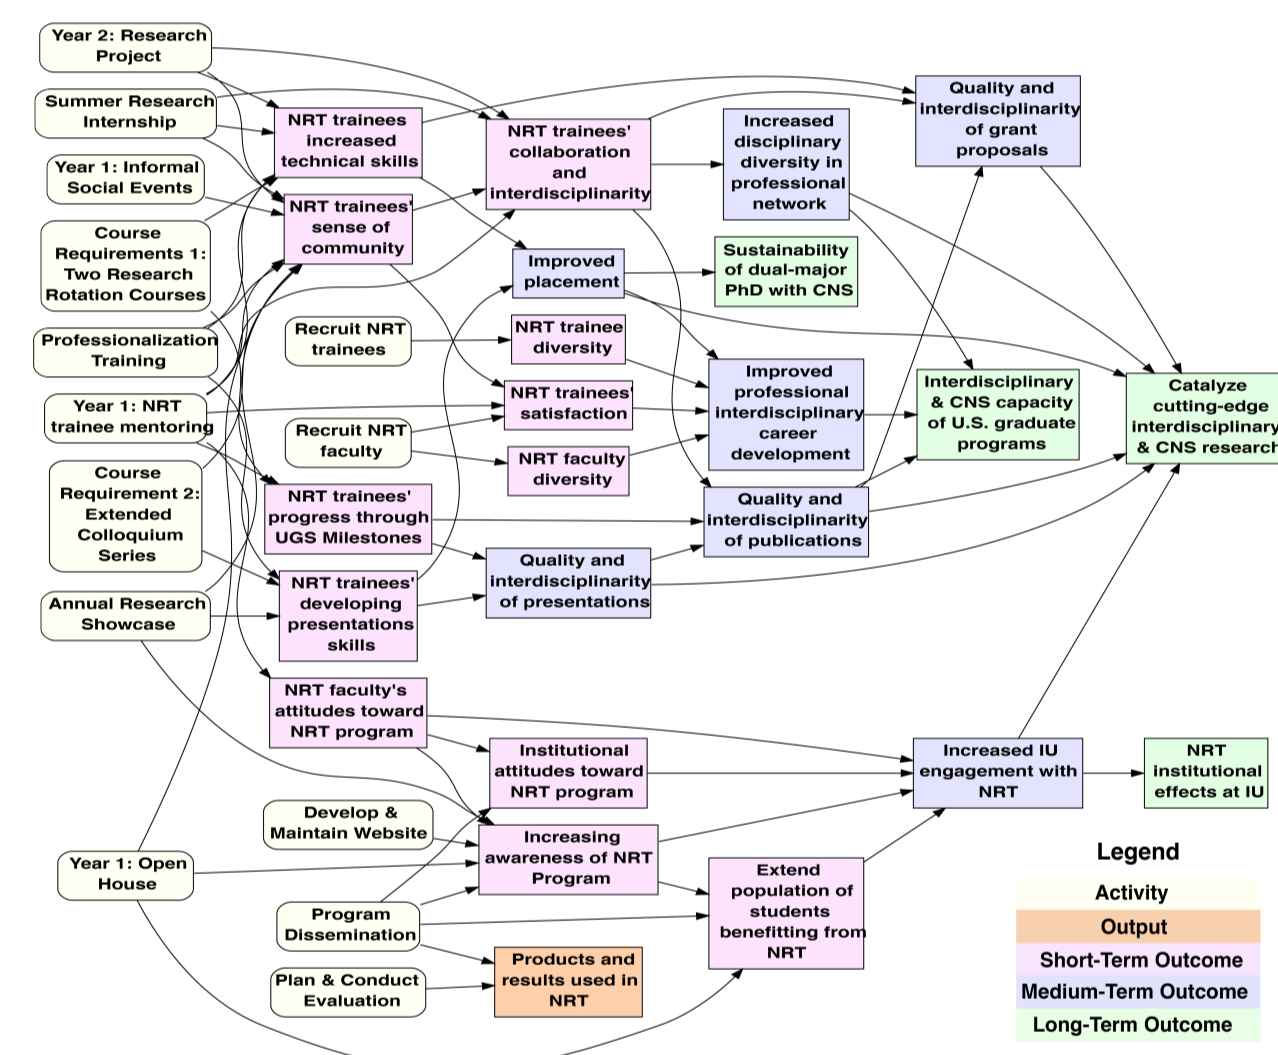 Year 2: Research
Project
Summer Research
Internship
Year 1: Informal
Social Events
Course
Requirements 1:
Two Research
Rotation Courses
Professionalization
Training
Year 1: NRT
trainee mentoring
Course
Requirement 2:
Extended
Colloquium
Series
Annual Research
Showcase
Year 1: Open
House
NRT trainees
increased
technical skills
NRT trainees'
sense of
community
Recruit NRT
trainees
Recruit NRT
faculty
NRT trainees'
progress through
UGS Milestones
NRT trainees'
developing
presentations
skills
NRT faculty's
attitudes toward
NRT program
Develop &
Maintain Website
Program
Dissemination
Plan & Conduct
Evaluation
NRT trainees'
collaboration
and
interdisciplinarity
Improved
placement
NRT trainee
diversity
NRT trainees'
satisfaction
NRT faculty
diversity
Quality and
interdisciplinarity
of presentations
Institutional
attitudes toward
NRT program
Increasing
awareness of NRT
Program
Products and
results used in
NRT
Increased
disciplinary
diversity in
professional
network
Sustainability
of dual-major
PhD with CNS
Improved
professional
interdisciplinary
career
development
Quality and
interdisciplinarity
of publications
Extend
population of
students
benefitting from
NRT
Quality and
interdisciplinarity
of grant
proposals
Interdisciplinary
& CNS capacity
of U.S. graduate
programs
Increased IU
engagement with
NRT
Catalyze
cutting-edge
interdisciplinary
& CNS research
NRT
institutional
effects at IU
Legend
Activity
Output
Short-Term Outcome
Medium-Term Outcome
Long-Term Outcome